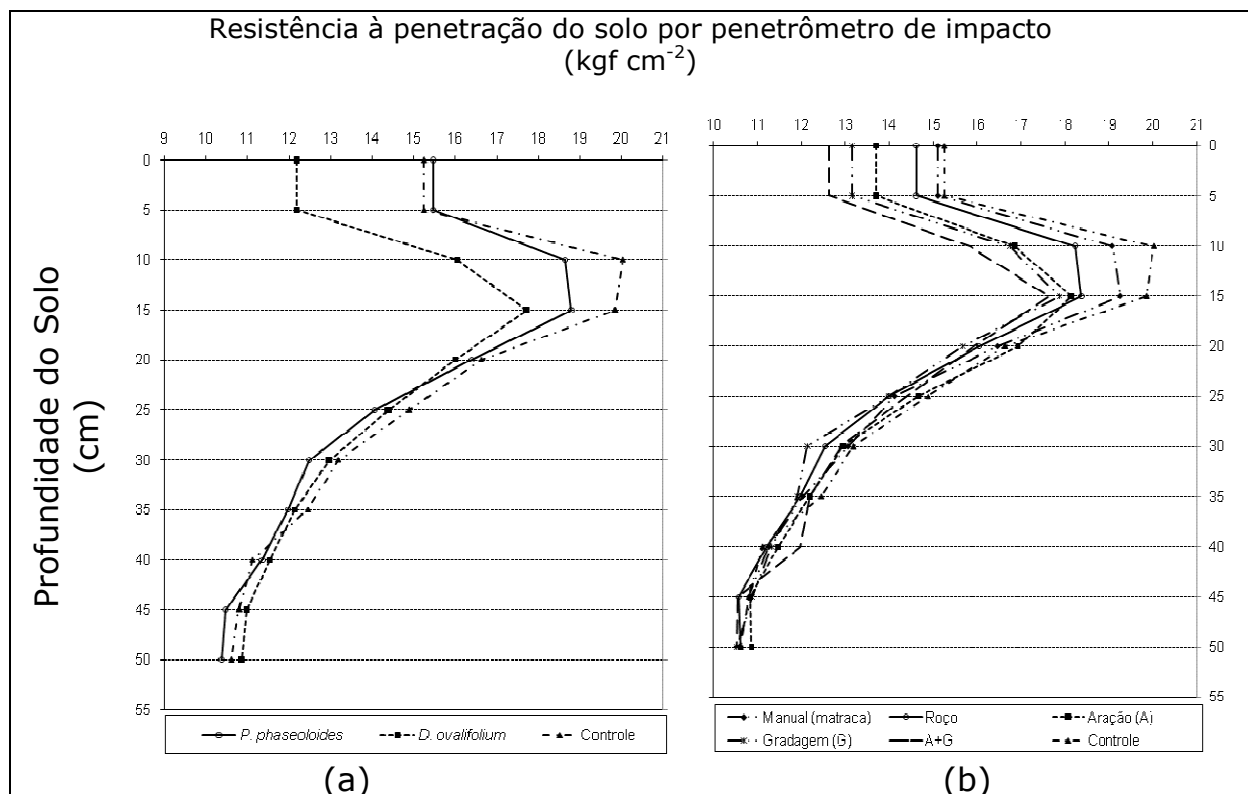 Resistência à penetração do solo por penetrômetro de impacto
(kgf cm-2)
9 10 11 12 13 14 15 16 17 18 19 20 21
0
5
10
15
20
25
30
35
40
45
50
55
Profundidade do Solo
(cm)
P. phaseoloides D. ovalifolium Controle
(a)
10 11 12 13 14 15 16 17 18 19 20 21
0
5
10
15
20
25
30
35
40
45
50
55
Manual (matraca) Roço Aração (A)
Gradagem (G) A+G Controle
(b)